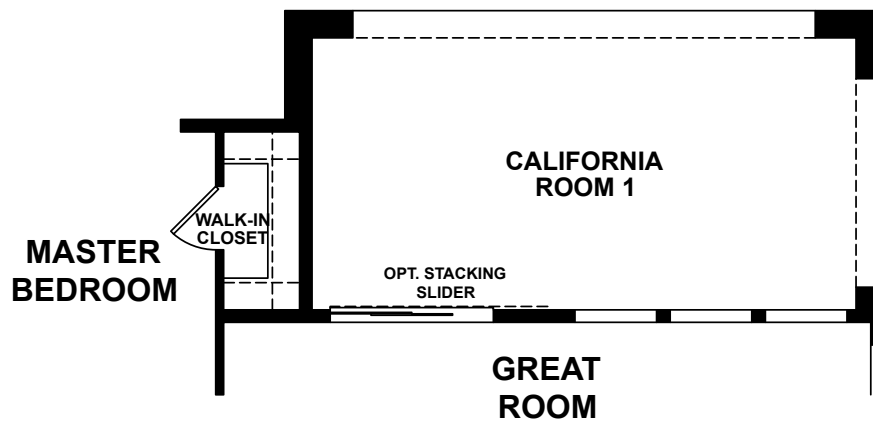 CALIFORNIA
ROOM 1
WALK-IN
CLOSET
MASTER
BEDROOM
OPT. STACKING
SLIDER
GREAT
ROOM